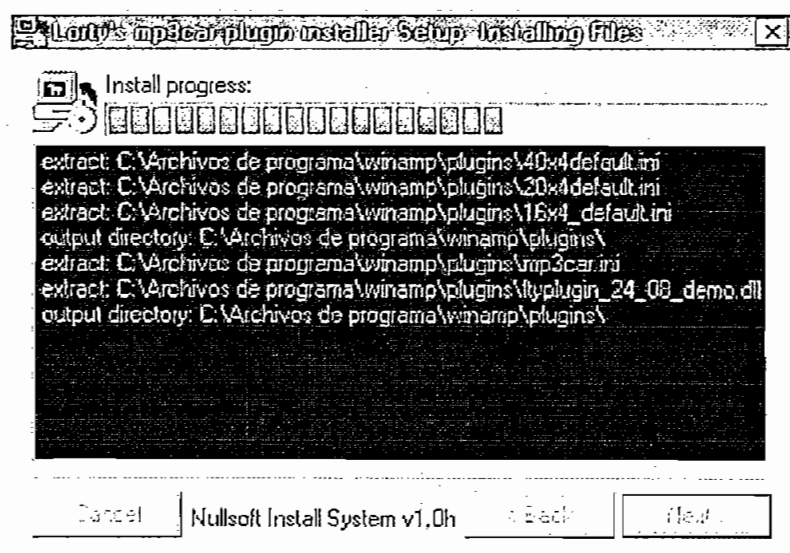 Lorty's mp3car-plugin installer Setup: Installing Files
Install progress:
extract: C:\Archivos de programa\winamp\plugins\40x4default.ini
extract: C:\Archivos de programa\winamp\plugins\20x4default.ini
extract: C:\Archivos de programa\winamp\plugins\16x4_default.ini
output directory: C:\Archivos de programa\winamp\plugins\
extract: C:\Archivos de programa\winamp\plugins\mp3car.ini
extract: C:\Archivos de programa\winamp\plugins\ltyplugin_24_08_demo.dll
output directory: C:\Archivos de programa\winamp\plugins\
Cancel Nullsoft Install System v1.0h < Back Next >